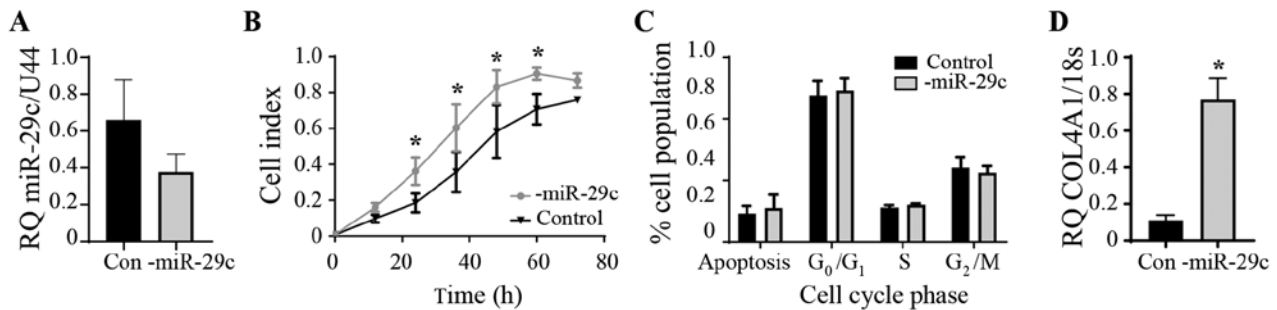 A
RQ miR-29c/U44
1.0
0.8
0.6
0.4
0.2
0
Con -miR-29c
B
Cell index
1.0
0.8
0.6
0.4
0.2
0
* * * *
-miR-29c
Control
0 20 40 60 80
Time (h)
C
% cell population
1.0
0.8
0.6
0.4
0.2
0
Control
-miR-29c
Apoptosis G0/G1 S G2/M
Cell cycle phase
D
RQ COL4A1/18s
1.0
0.8
0.6
0.4
0.2
0
*
Con -miR-29c